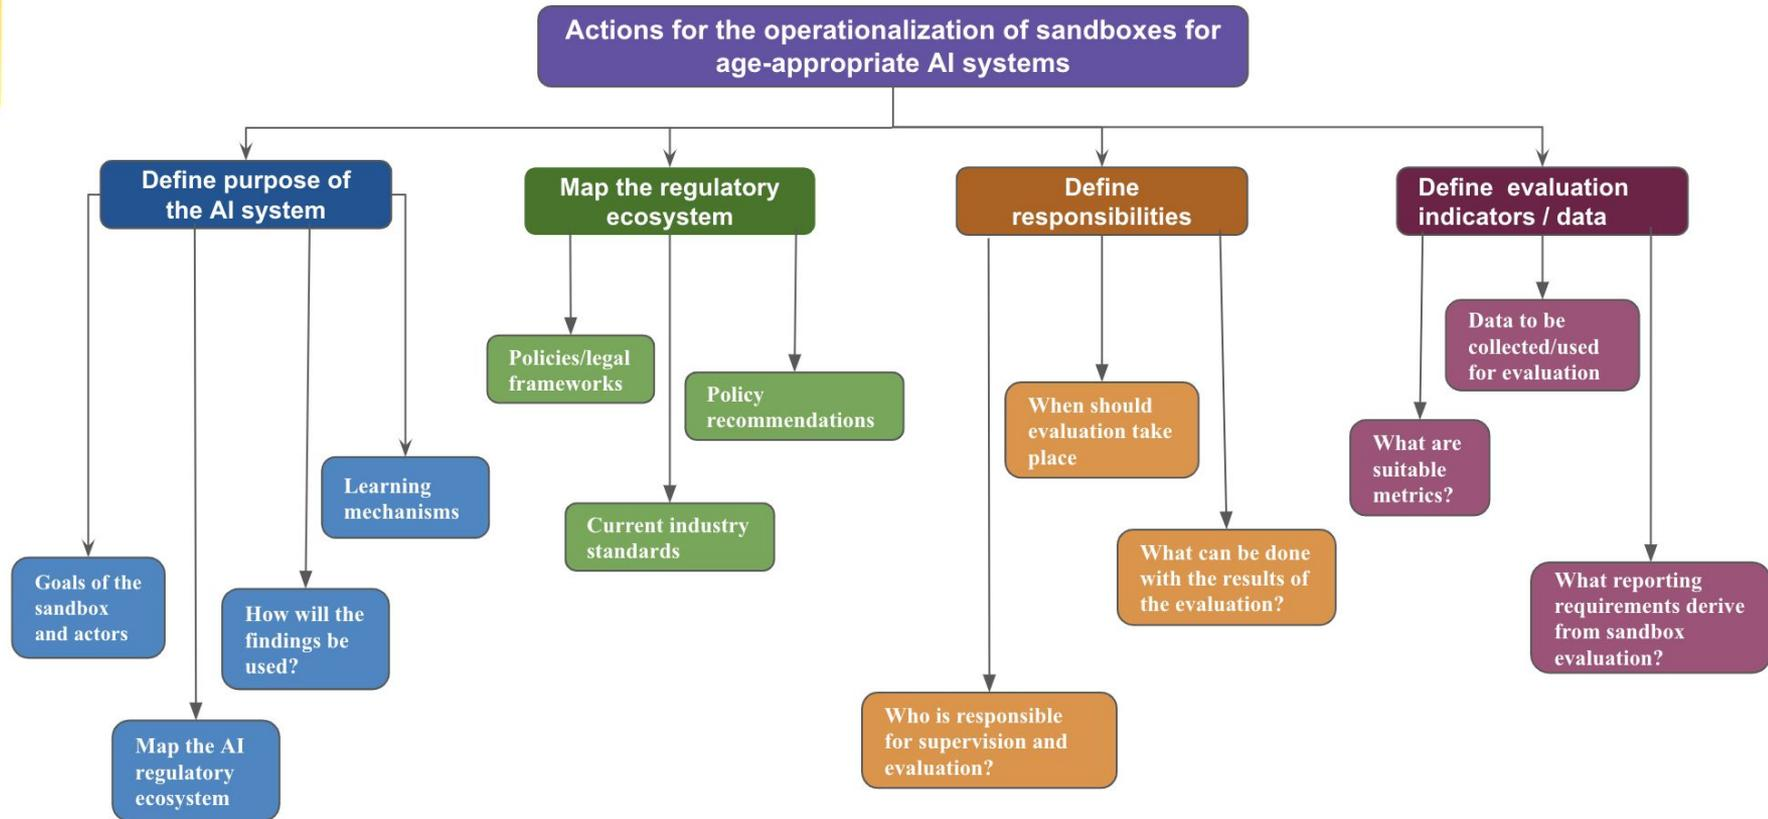 Actions for the operationalization of sandboxes for
age-appropriate AI systems
Define purpose of
the AI system
Map the regulatory
ecosystem
Define
responsibilities
Define evaluation
indicators / data
Goals of the
sandbox
and actors
Map the AI
regulatory
ecosystem
How will the
findings be
used?
Learning
mechanisms
Policies/legal
frameworks
Current industry
standards
Policy
recommendations
Who is responsible
for supervision and
evaluation?
When should
evaluation take
place
What can be done
with the results of
the evaluation?
What are
suitable
metrics?
Data to be
collected/used
for evaluation
What reporting
requirements derive
from sandbox
evaluation?